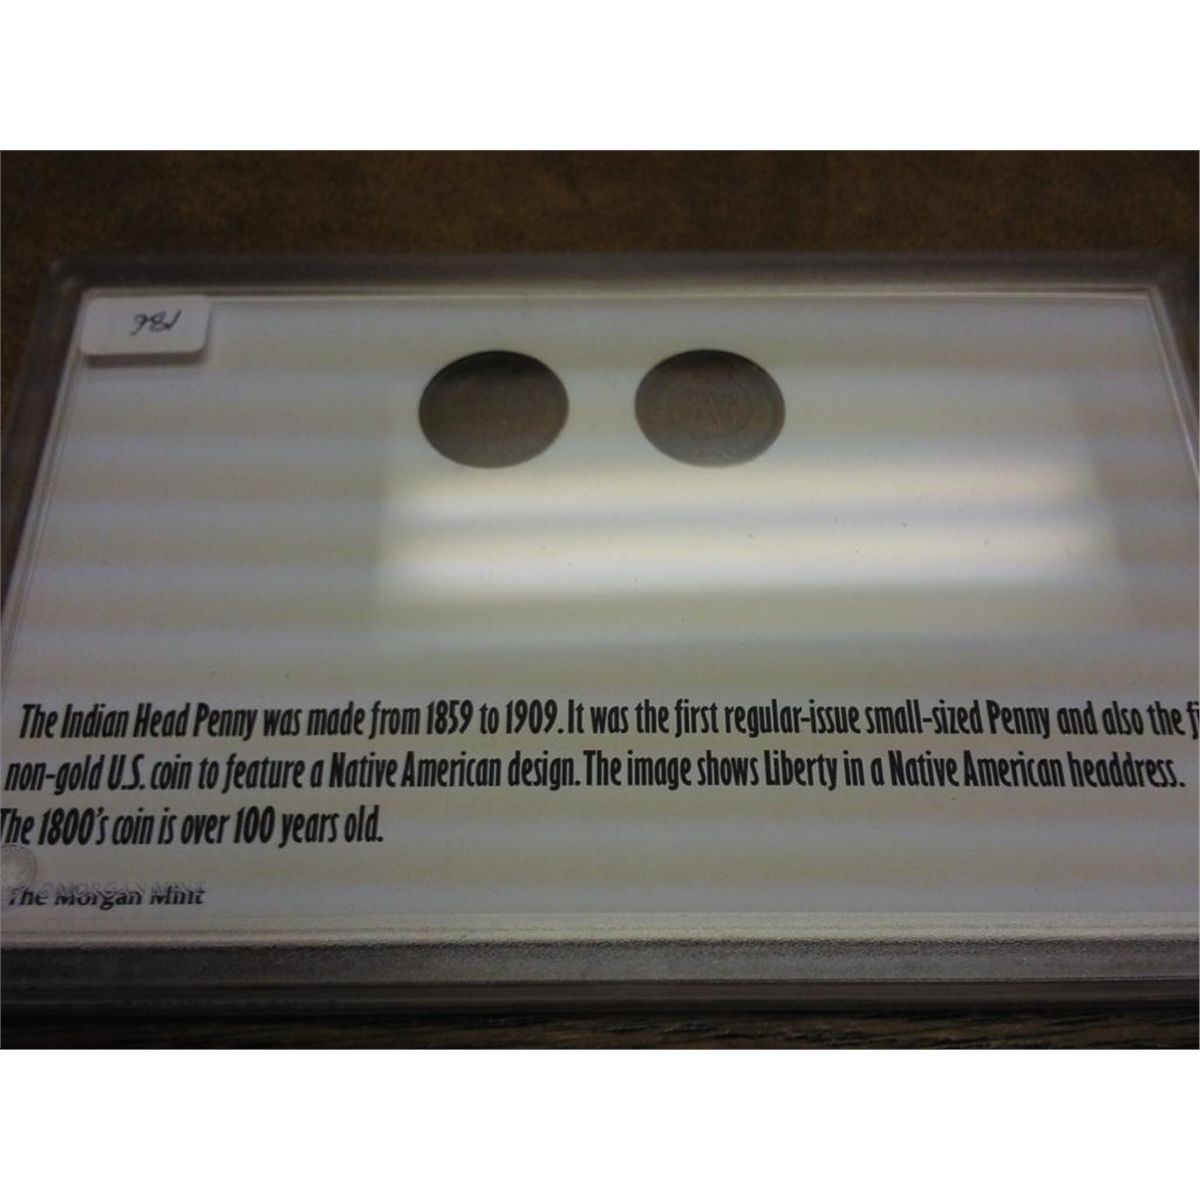 786
The Indian Head Penny was made from 1859 to 1909. It was the first regular-issue small-sized Penny and also the
non-gold U.S. coin to feature a Native American design. The image shows Liberty in a Native American headdress.
The 1800's coin is over 100 years old.
The Morgan Mint